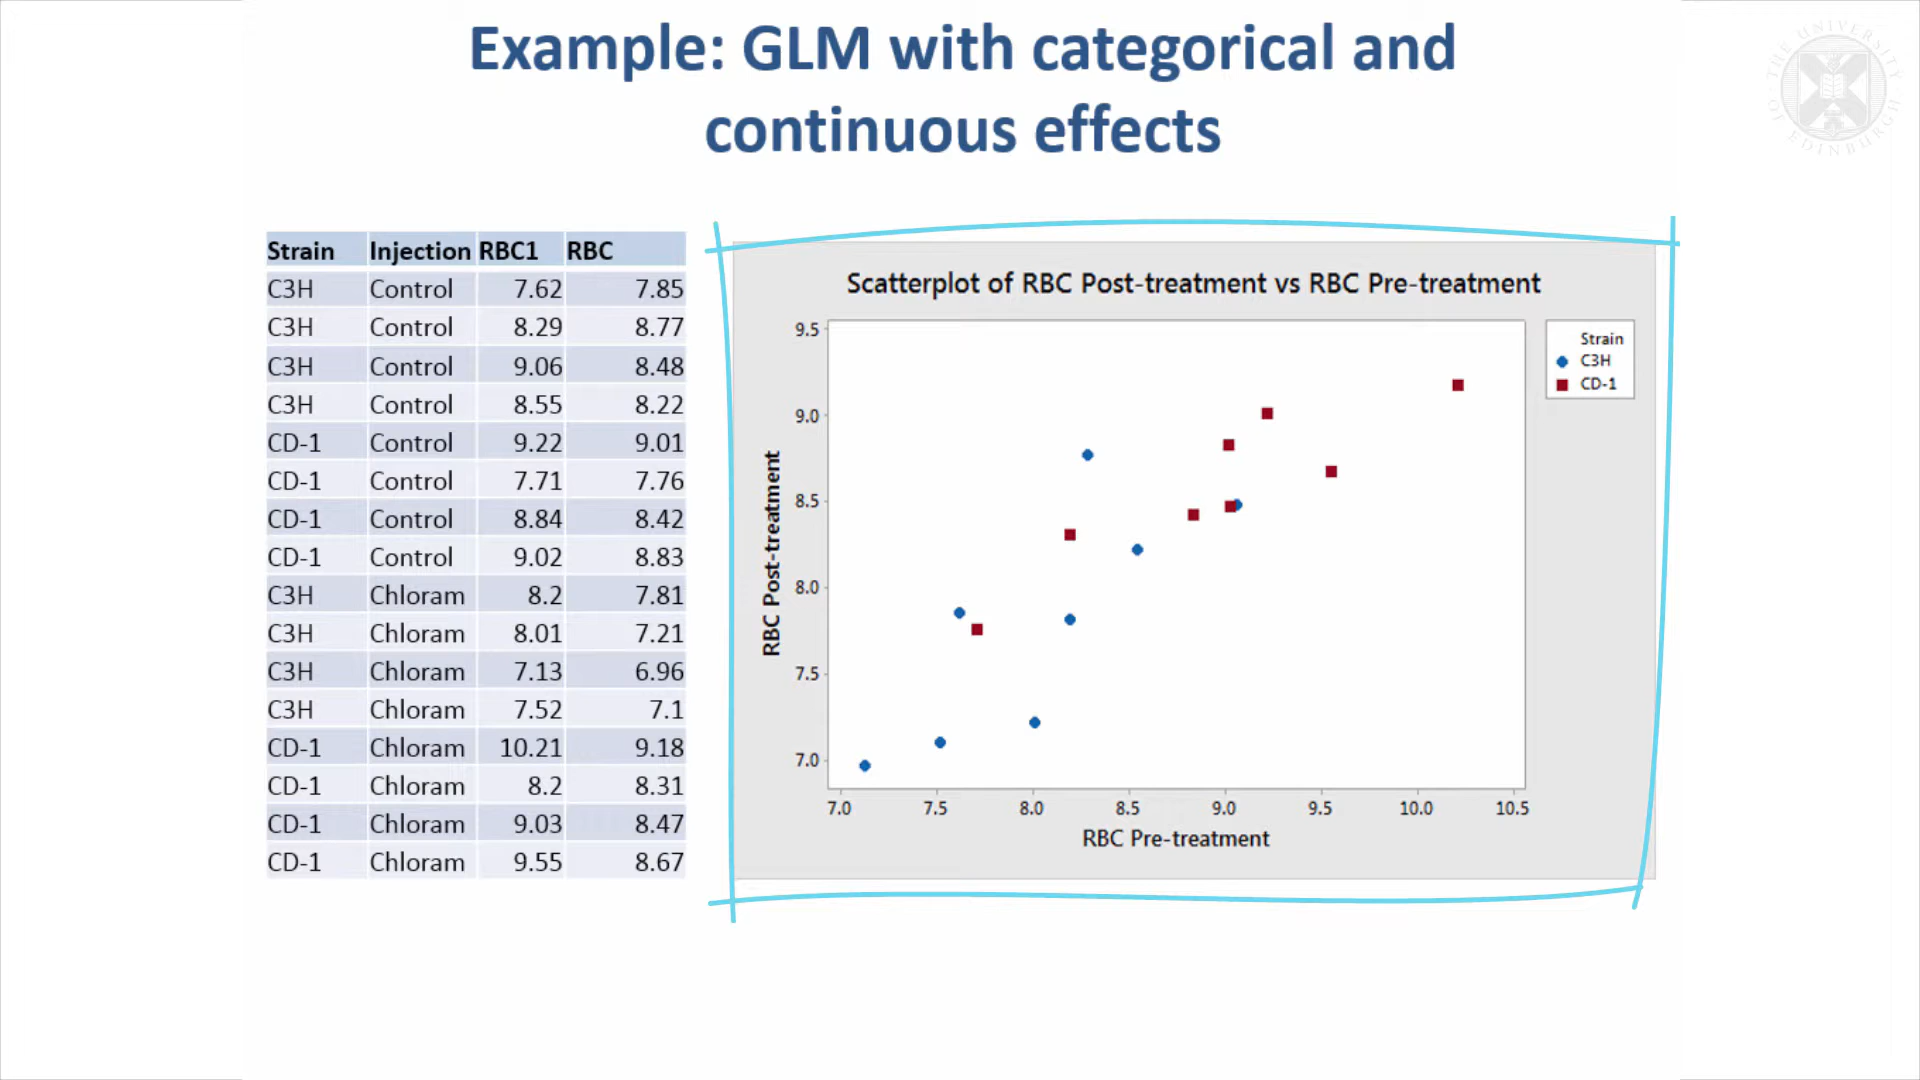 Example: GLM with categorical and
continuous effects
THE UNIVERSITY OF EDINBURGH
Strain Injection RBC1 RBC
C3H Control 7.62 7.85
C3H Control 8.29 8.77
C3H Control 9.06 8.48
C3H Control 8.55 8.22
CD-1 Control 9.22 9.01
CD-1 Control 7.71 7.76
CD-1 Control 8.84 8.42
CD-1 Control 9.02 8.83
C3H Chloram 8.2 7.81
C3H Chloram 8.01 7.21
C3H Chloram 7.13 6.96
C3H Chloram 7.52 7.1
CD-1 Chloram 10.21 9.18
CD-1 Chloram 8.2 8.31
CD-1 Chloram 9.03 8.47
CD-1 Chloram 9.55 8.67
Scatterplot of RBC Post-treatment vs RBC Pre-treatment
RBC Post-treatment
9.5
9.0
8.5
8.0
7.5
7.0
7.0 7.5 8.0 8.5 9.0 9.5 10.0 10.5
RBC Pre-treatment
Strain
C3H
CD-1